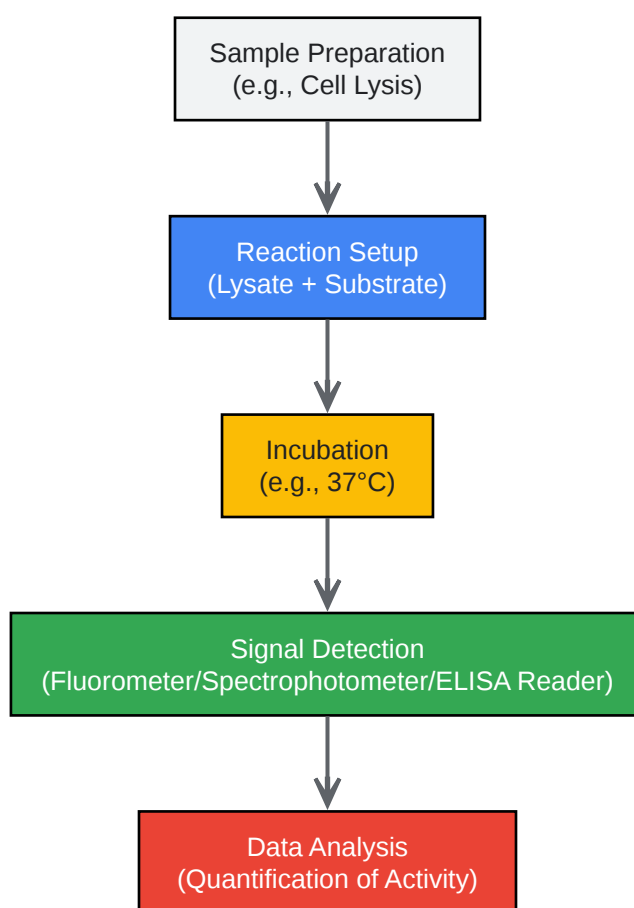 Sample Preparation
(e.g., Cell Lysis)
Reaction Setup
(Lysate + Substrate)
Incubation
(e.g., 37°C)
Signal Detection
(Fluorometer/Spectrophotometer/ELISA Reader)
Data Analysis
(Quantification of Activity)